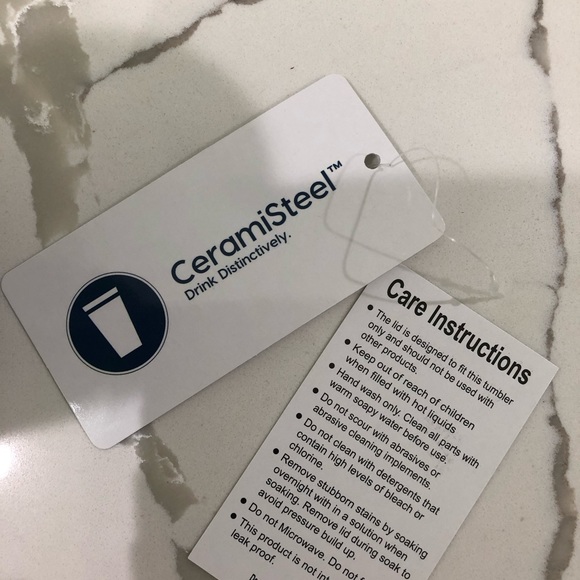 CeramiSteel™
Drink Distinctively.
Care Instructions
• The lid is designed to fit this tumbler
only and should not be used with
other products.
• Keep out of reach of children
when filled with hot liquids
• Hand wash only. Clean all parts with
warm soapy water before use.
• Do not scour with abrasives or
abrasive cleaning implements.
• Do not clean with detergents that
contain high levels of bleach or
chlorine.
• Remove stubborn stains by soaking
overnight with in a solution when
soaking. Remove lid during soak to
avoid pressure build up.
• Do not Microwave. Do not
• This product is not
leak proof.